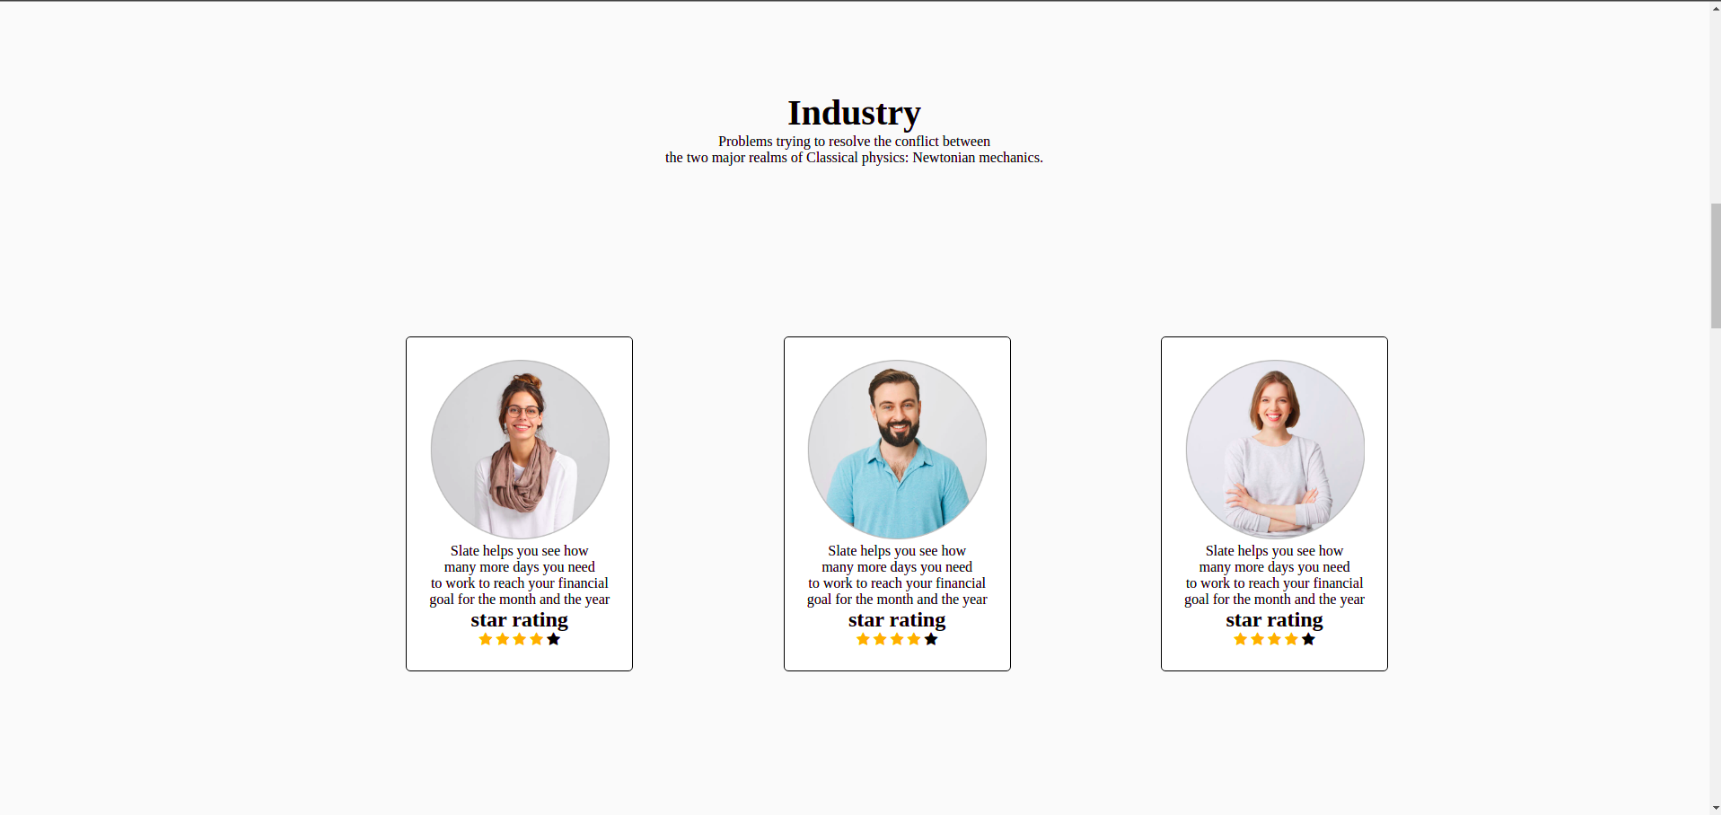 Industry
Problems trying to resolve the conflict between
the two major realms of Classical physics: Newtonian mechanics.
Slate helps you see how
many more days you need
to work to reach your financial
goal for the month and the year
star rating
Slate helps you see how
many more days you need
to work to reach your financial
goal for the month and the year
star rating
Slate helps you see how
many more days you need
to work to reach your financial
goal for the month and the year
star rating